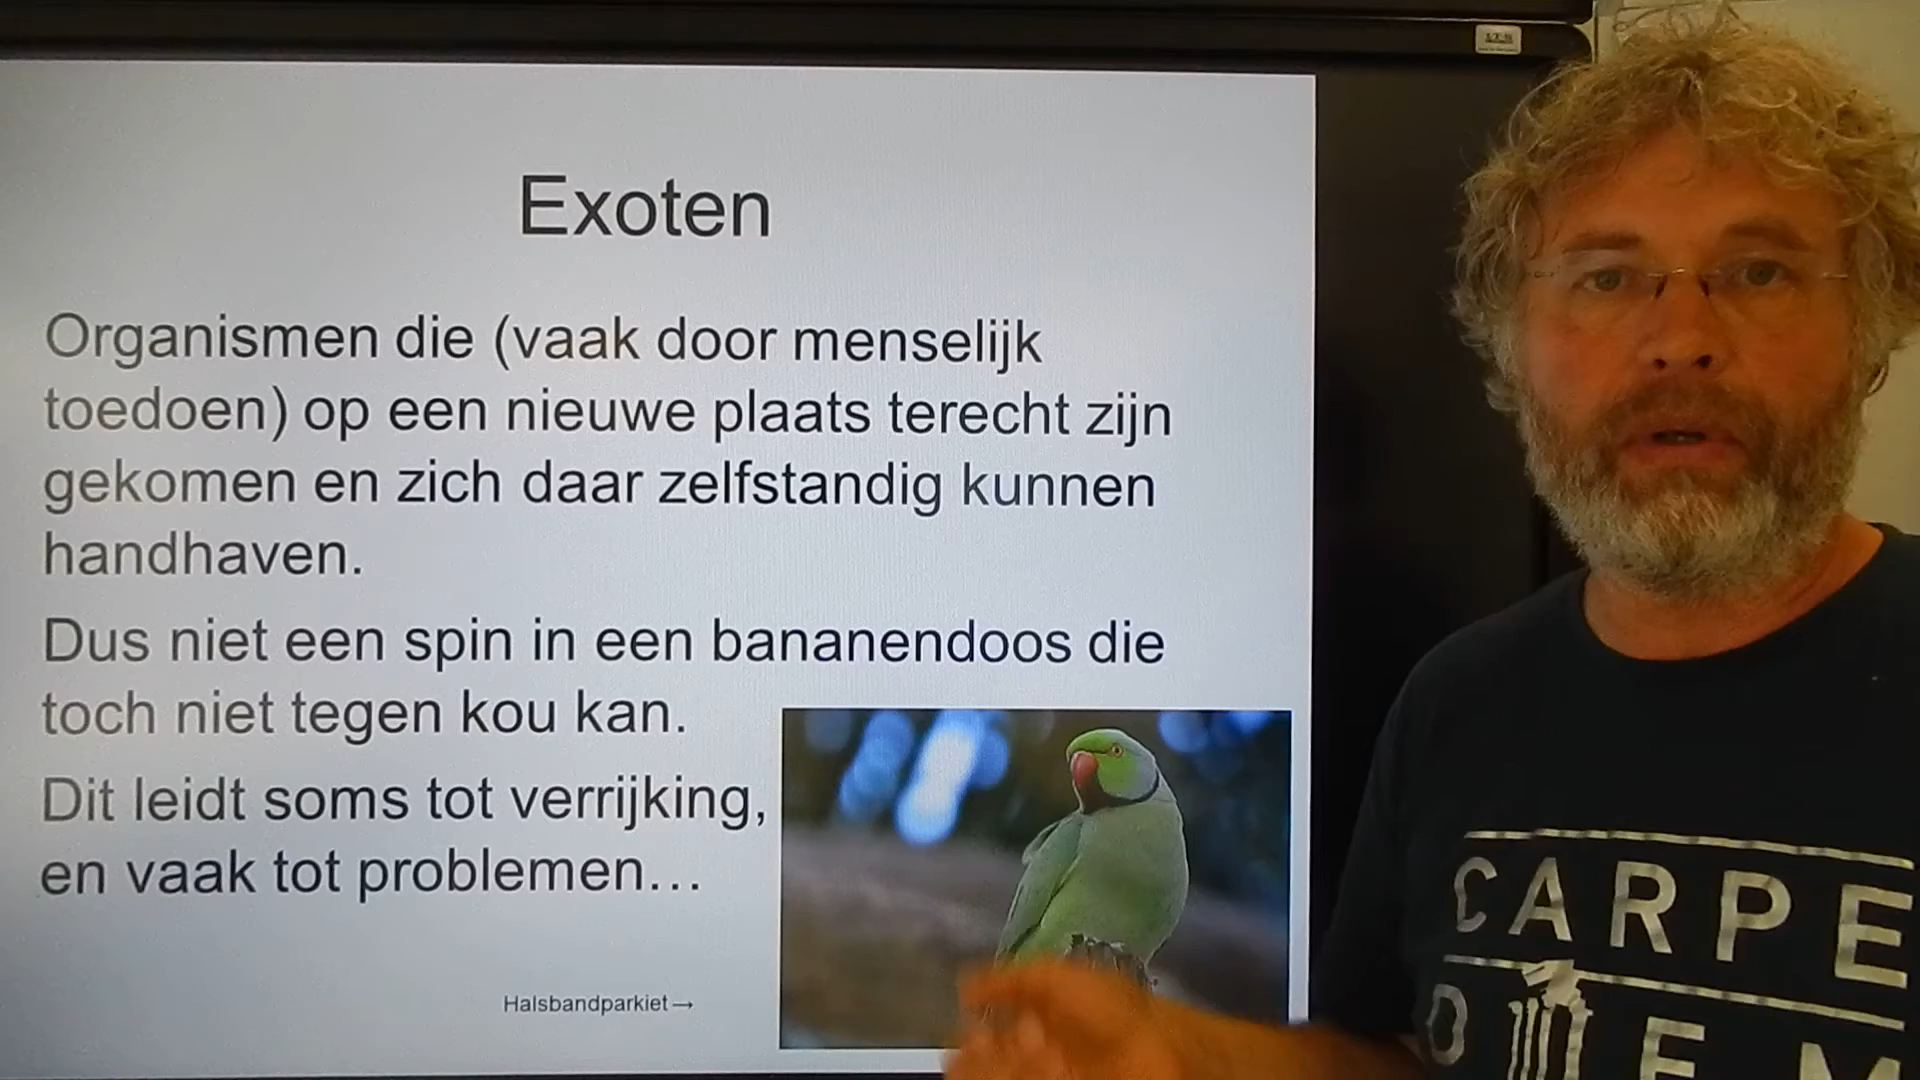 Exoten
Organismen die (vaak door menselijk
toedoen) op een nieuwe plaats terecht zijn
gekomen en zich daar zelfstandig kunnen
handhaven.
Dus niet een spin in een bananendoos die
toch niet tegen kou kan.
Dit leidt soms tot verrijking,
en vaak tot problemen…
Halsbandparkiet→
CARPE
DIEM